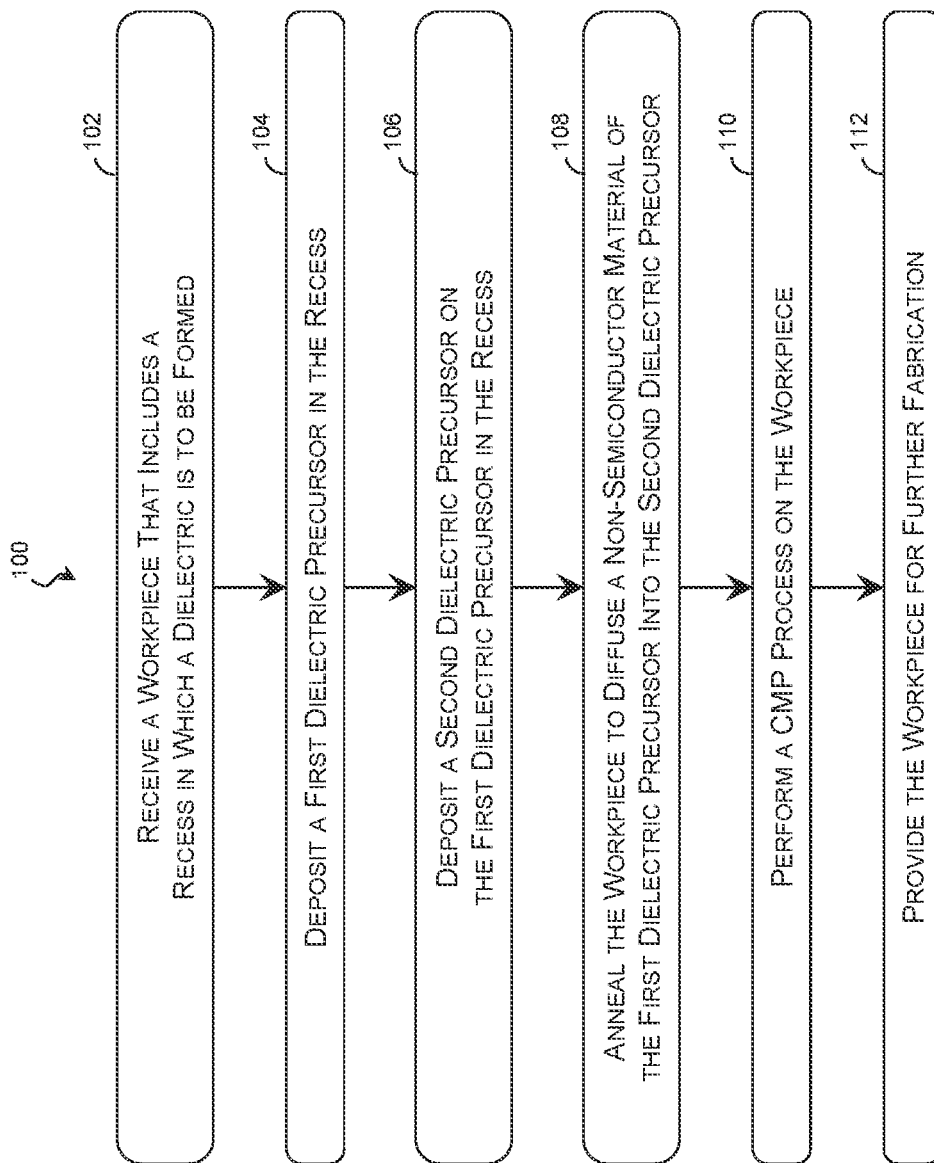 100
102
RECEIVE A WORKPIECE THAT INCLUDES A
RECESS IN WHICH A DIELECTRIC IS TO BE FORMED
104
DEPOSIT A FIRST DIELECTRIC PRECURSOR IN THE RECESS
106
DEPOSIT A SECOND DIELECTRIC PRECURSOR ON
THE FIRST DIELECTRIC PRECURSOR IN THE RECESS
108
ANNEAL THE WORKPIECE TO DIFFUSE A NON-SEMICONDUCTOR MATERIAL OF
THE FIRST DIELECTRIC PRECURSOR INTO THE SECOND DIELECTRIC PRECURSOR
110
PERFORM A CMP PROCESS ON THE WORKPIECE
112
PROVIDE THE WORKPIECE FOR FURTHER FABRICATION